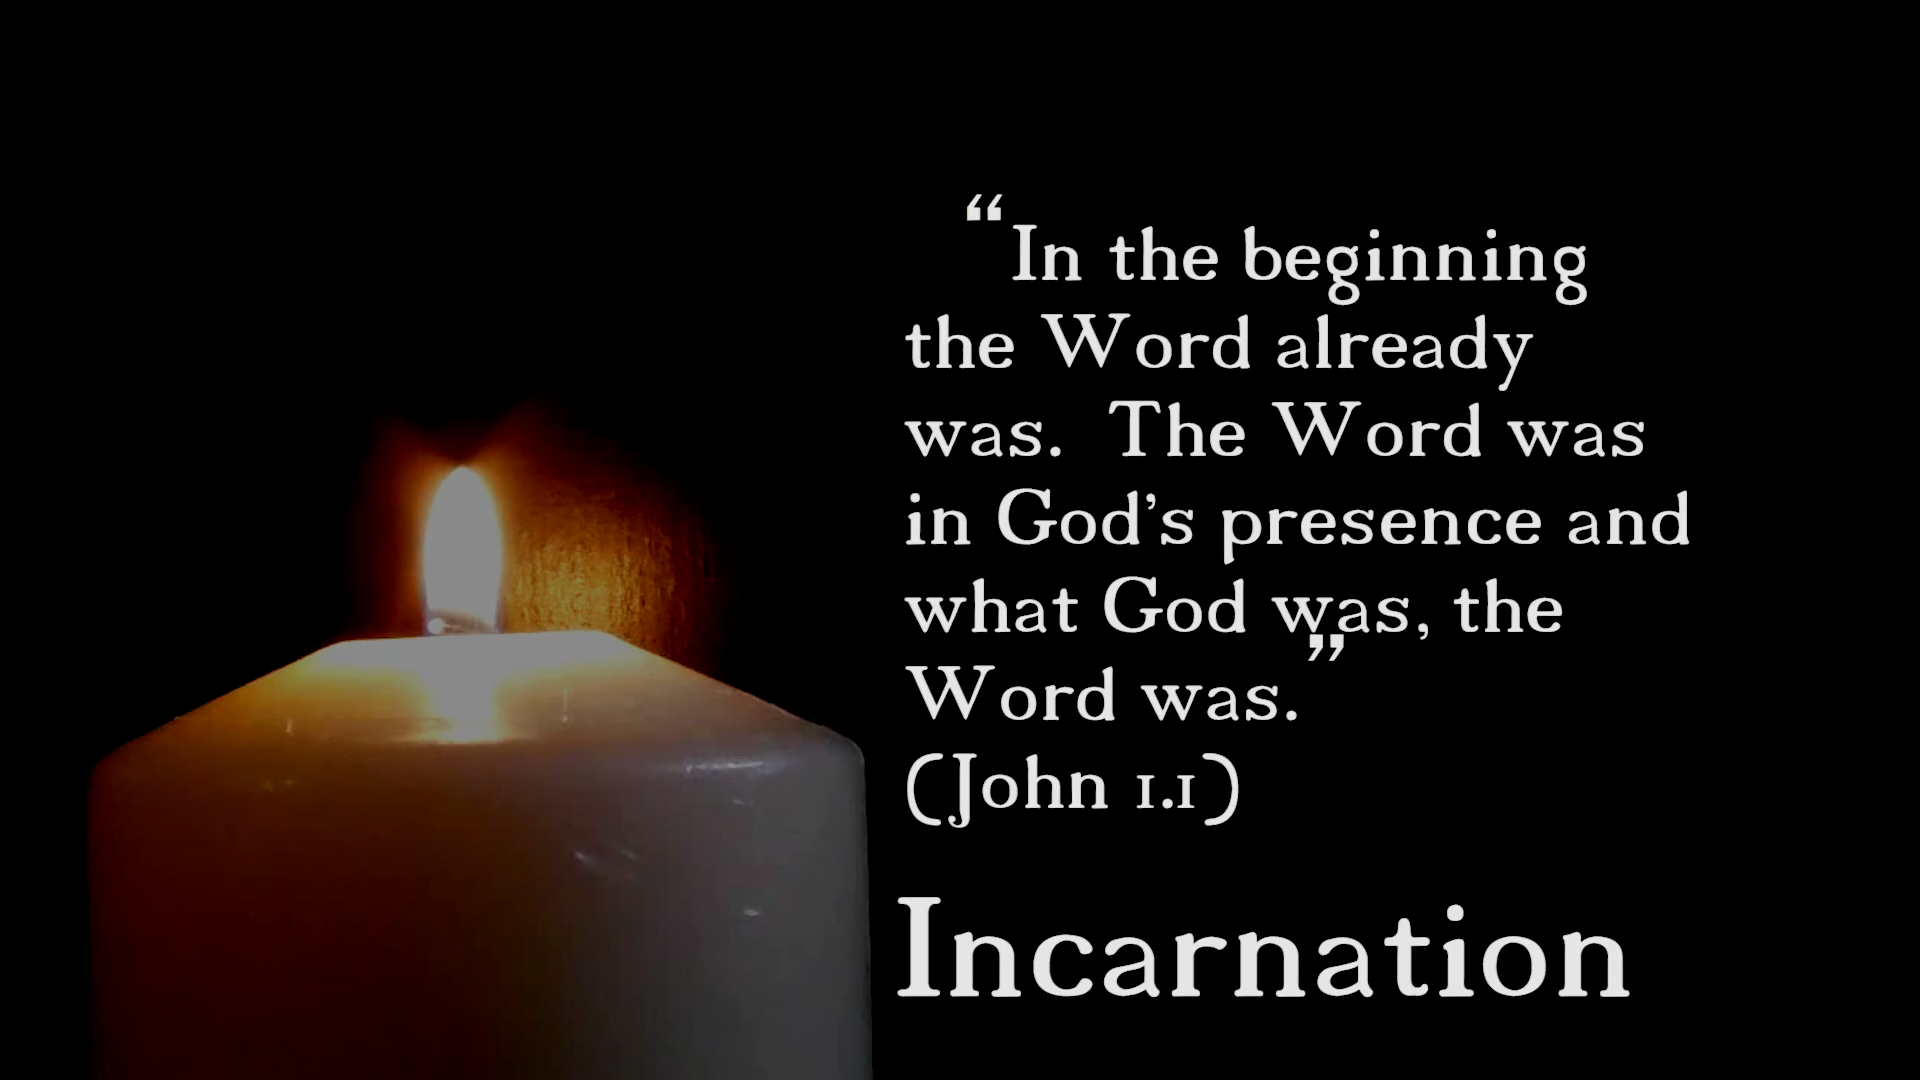 “In the beginning
the Word already
was.  The Word was
in God’s presence and
what God was, the
Word was.”
(John 1.1)
Incarnation